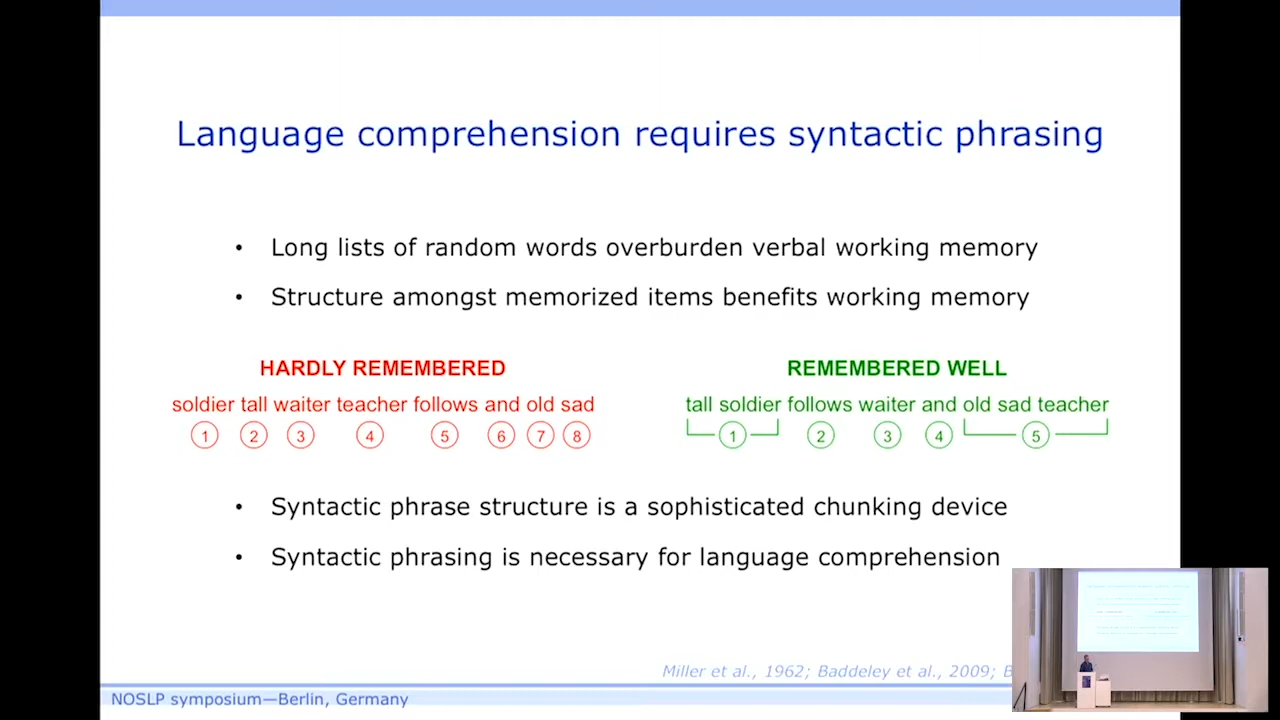 Language comprehension requires syntactic phrasing
• Long lists of random words overburden verbal working memory
• Structure amongst memorized items benefits working memory
HARDLY REMEMBERED
soldier tall waiter teacher follows and old sad
1 2 3 4 5 6 7 8
REMEMBERED WELL
tall soldier follows waiter and old sad teacher
1 2 3 4 5
• Syntactic phrase structure is a sophisticated chunking device
• Syntactic phrasing is necessary for language comprehension
Miller et al., 1962; Baddeley et al., 2009; B
NOSLP symposium—Berlin, Germany